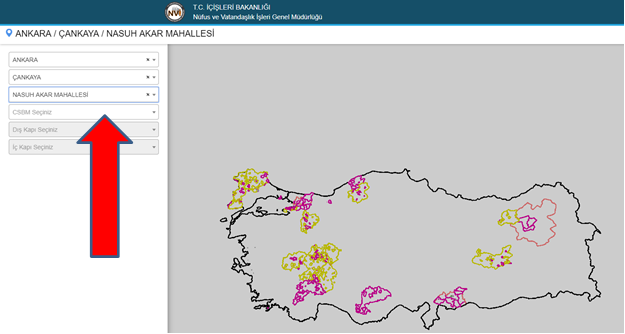 NVİ
T.C. İÇİŞLERİ BAKANLIĞI
Nüfus ve Vatandaşlık İşleri Genel Müdürlüğü
ANKARA / ÇANKAYA / NASUH AKAR MAHALLESİ
ANKARA
ÇANKAYA
NASUH AKAR MAHALLESİ
CSBM Seçiniz
Dış Kapı Seçiniz
İç Kapı Seçiniz